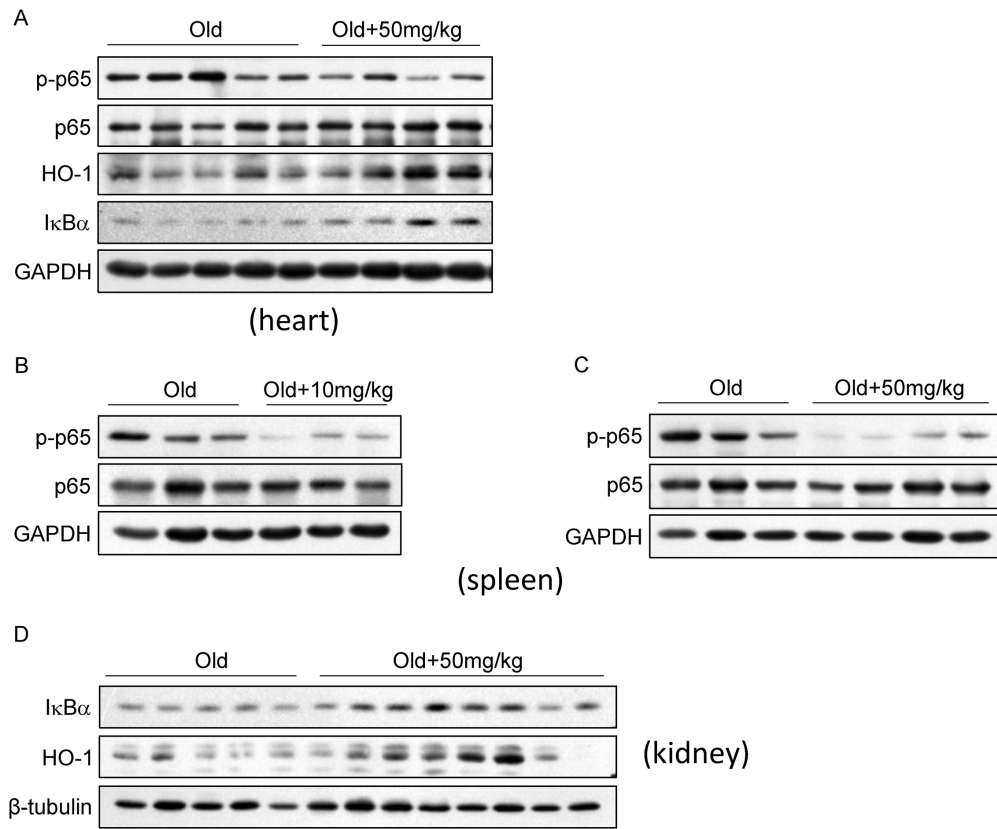 A
Old Old+50mg/kg
p-p65
p65
HO-1
IκBα
GAPDH
(heart)
B
Old Old+10mg/kg
p-p65
p65
GAPDH
C
Old Old+50mg/kg
p-p65
p65
GAPDH
(spleen)
D
Old Old+50mg/kg
IκBα
HO-1
β-tubulin
(kidney)